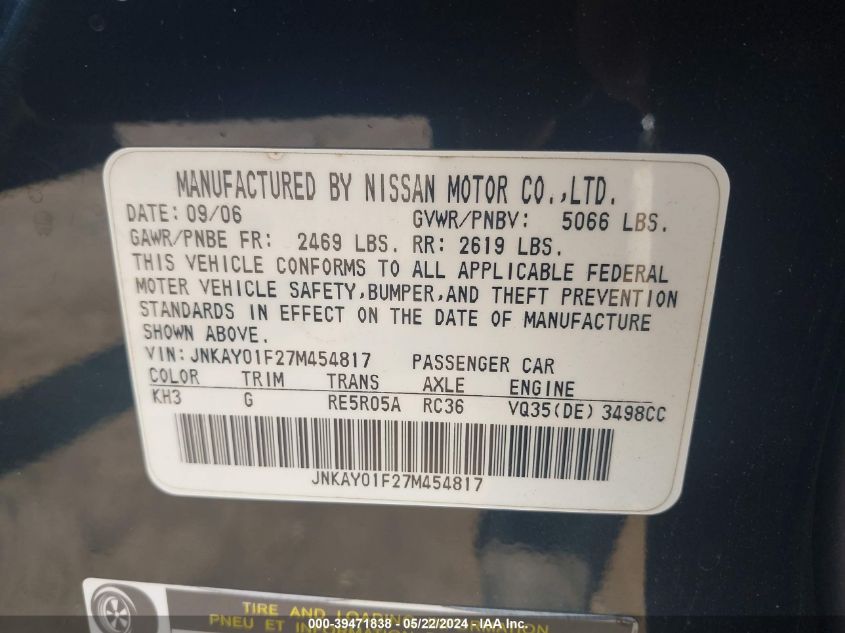 MANUFACTURED BY NISSAN MOTOR CO.,LTD.
DATE: 09/06 GVWR/PNBV: 5066 LBS.
GAWR/PNBE FR: 2469 LBS. RR: 2619 LBS.
THIS VEHICLE CONFORMS TO ALL APPLICABLE FEDERAL
MOTER VEHICLE SAFETY,BUMPER,AND THEFT PREVENTION
STANDARDS IN EFFECT ON THE DATE OF MANUFACTURE
SHOWN ABOVE.
VIN: JNKAY01F27M454817 PASSENGER CAR
COLOR TRIM TRANS AXLE ENGINE
KH3 G RE5R05A RC36 VQ35(DE) 3498CC
JNKAY01F27M454817
TIRE AND LOADING
PNEU ET
000-39471838 - 05/22/2024 - IAA Inc.